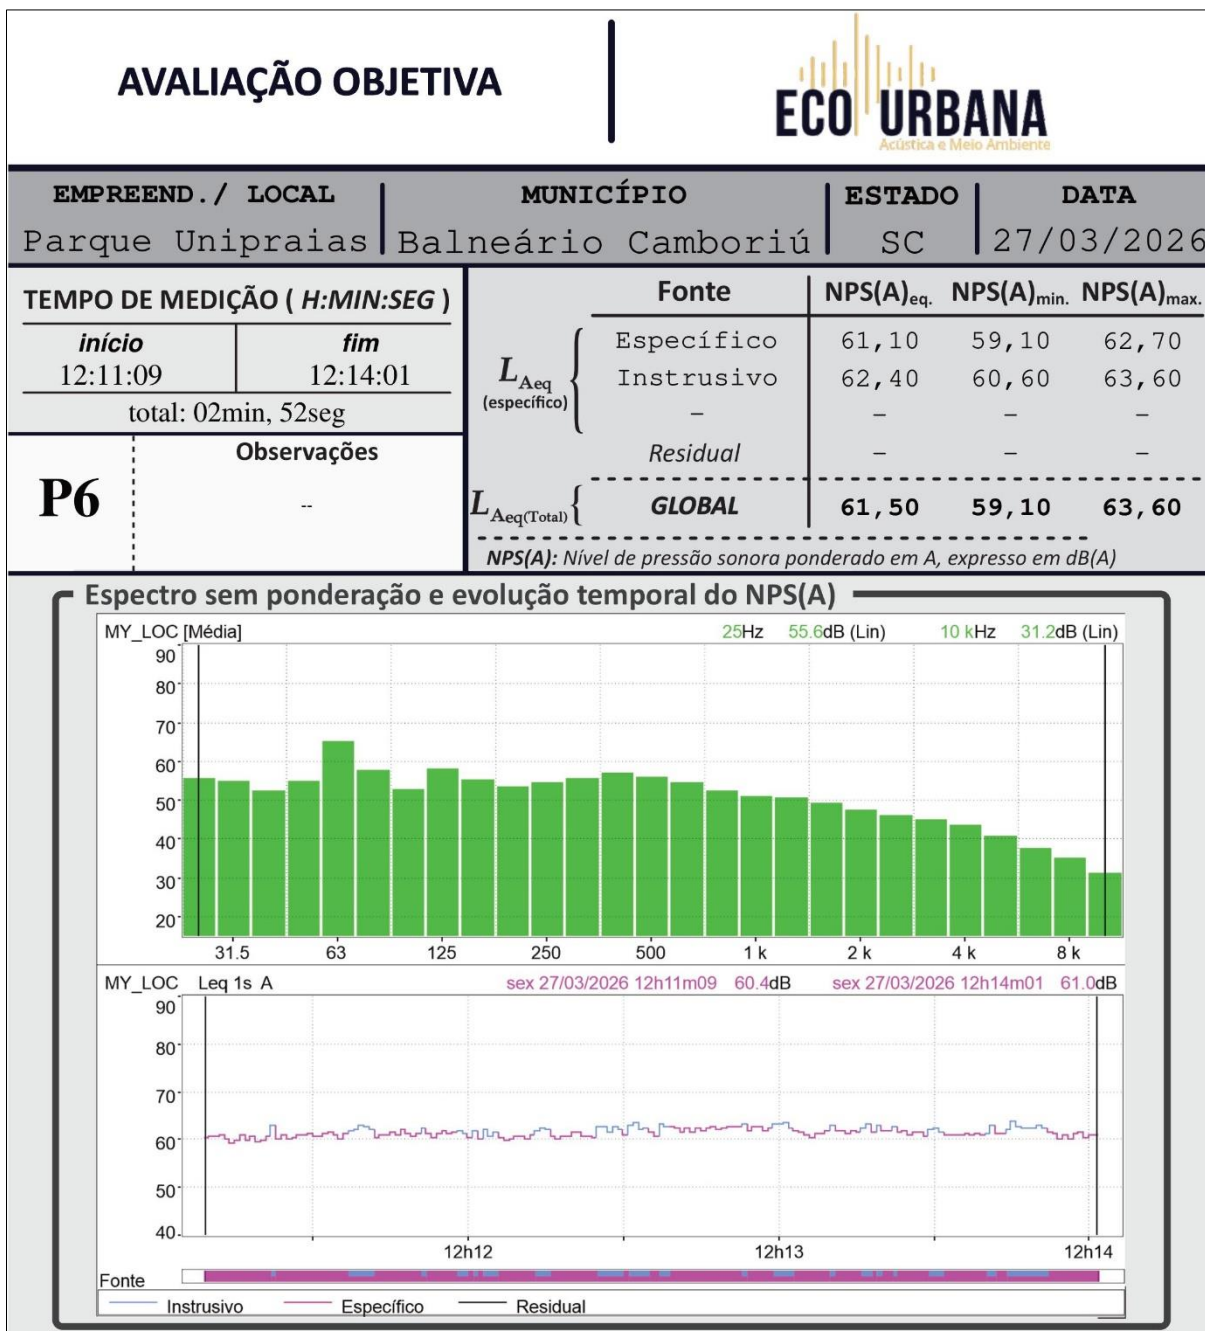 AVALIAÇÃO OBJETIVA
ECO URBANA
Acústica e Meio Ambiente
EMPREEND./ LOCAL MUNICÍPIO ESTADO DATA
Parque Unipraias Balneário Camboriú SC 27/03/2026
TEMPO DE MEDIÇÃO ( H:MIN:SEG )
início fim
12:11:09 12:14:01
total: 02min, 52seg
P6
Observações
--
Fonte NPS(A)eq. NPS(A)min. NPS(A)max.
LAeq (específico)
Específico 61,10 59,10 62,70
Instrusivo 62,40 60,60 63,60
– – – –
Residual – – –
LAeq(Total) GLOBAL 61,50 59,10 63,60
NPS(A): Nível de pressão sonora ponderado em A, expresso em dB(A)
Espectro sem ponderação e evolução temporal do NPS(A)
MY_LOC [Média] 25Hz 55.6dB (Lin) 10 kHz 31.2dB (Lin)
90
80
70
60
50
40
30
20
31.5 63 125 250 500 1 k 2 k 4 k 8 k
MY_LOC Leq 1s A sex 27/03/2026 12h11m09 60.4dB sex 27/03/2026 12h14m01 61.0dB
90
80
70
60
50
40
12h12 12h13 12h14
Fonte
Instrusivo Específico Residual